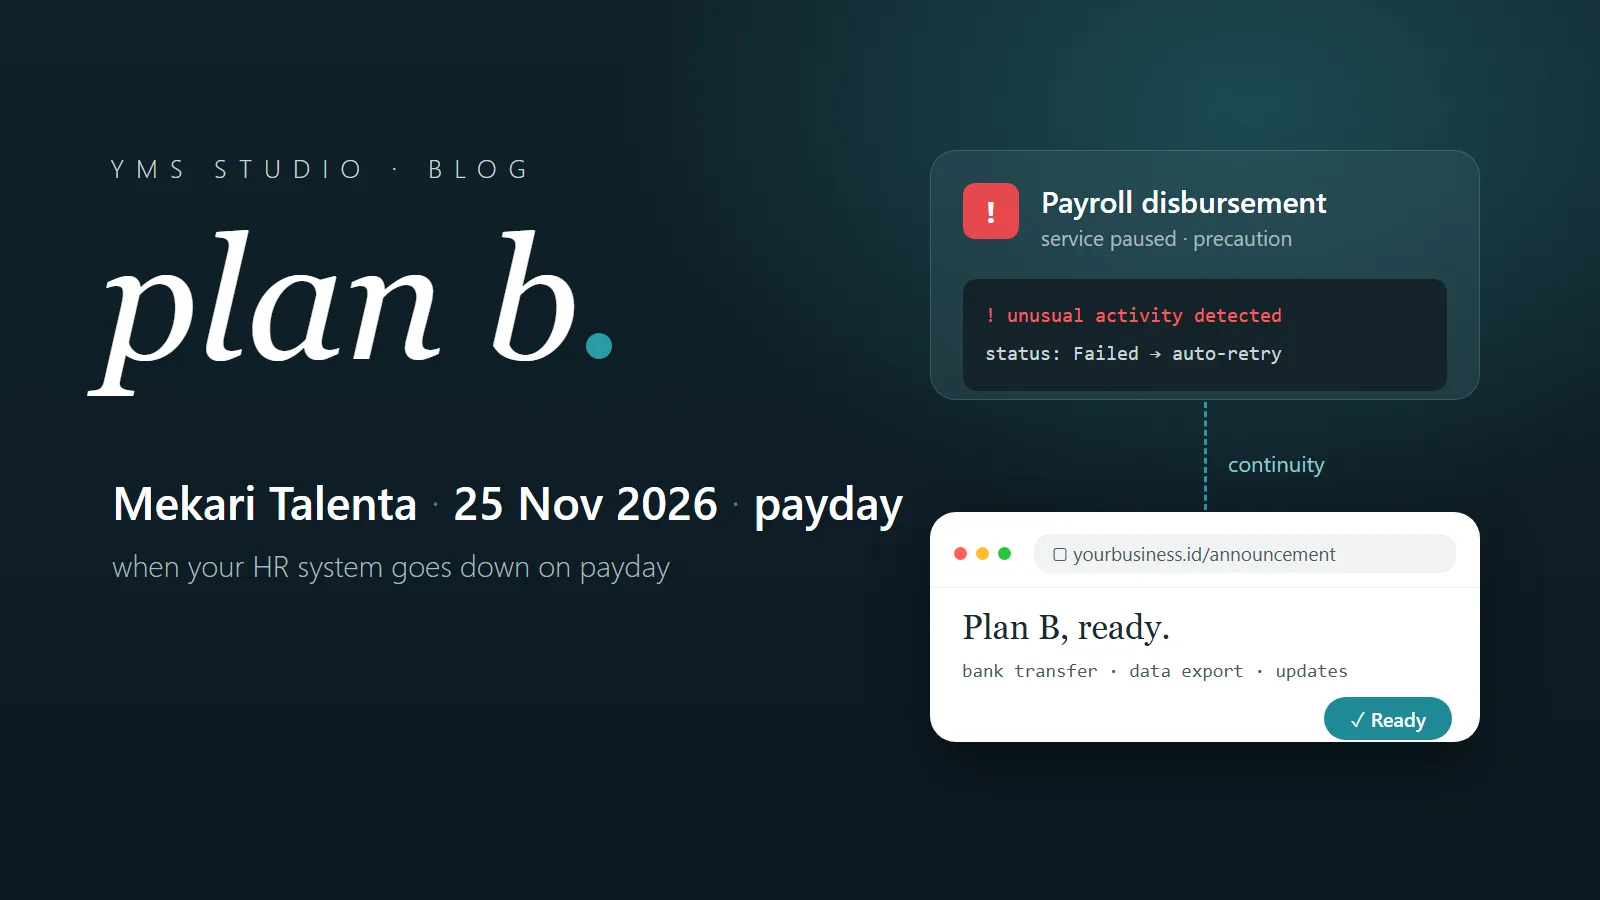 YMS STUDIO · BLOG
plan b.
Mekari Talenta · 25 Nov 2026 · payday
when your HR system goes down on payday
!
Payroll disbursement
service paused · precaution
! unusual activity detected
status: Failed → auto-retry
continuity
yourbusiness.id/announcement
Plan B, ready.
bank transfer · data export · updates
✓ Ready